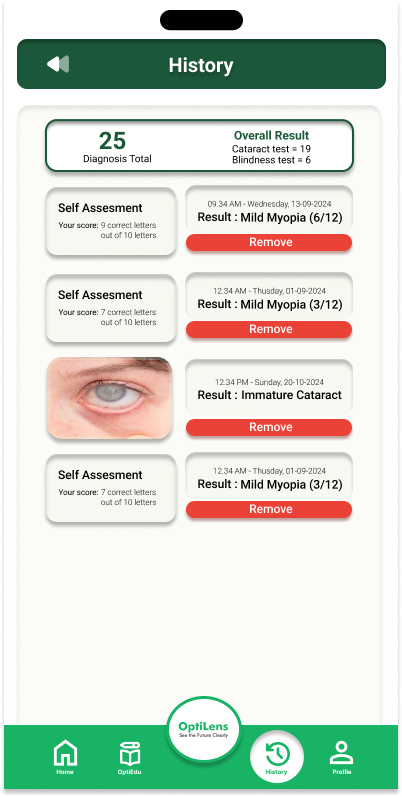 History
25
Diagnosis Total
Overall Result
Cataract test = 19
Blindness test = 6
Self Assesment
Your score: 9 correct letters
out of 10 letters
09.34 AM - Wednesday, 13-09-2024
Result : Mild Myopia (6/12)
Remove
Self Assesment
Your score: 7 correct letters
out of 10 letters
12.34 AM - Thusday, 01-09-2024
Result : Mild Myopia (3/12)
Remove
12.34 PM - Sunday, 20-10-2024
Result : Immature Cataract
Remove
Self Assesment
Your score: 7 correct letters
out of 10 letters
12.34 AM - Thusday, 01-09-2024
Result : Mild Myopia (3/12)
Remove
OptiLens
See the Future Clearly
Home
OptiEdu
History
Profile